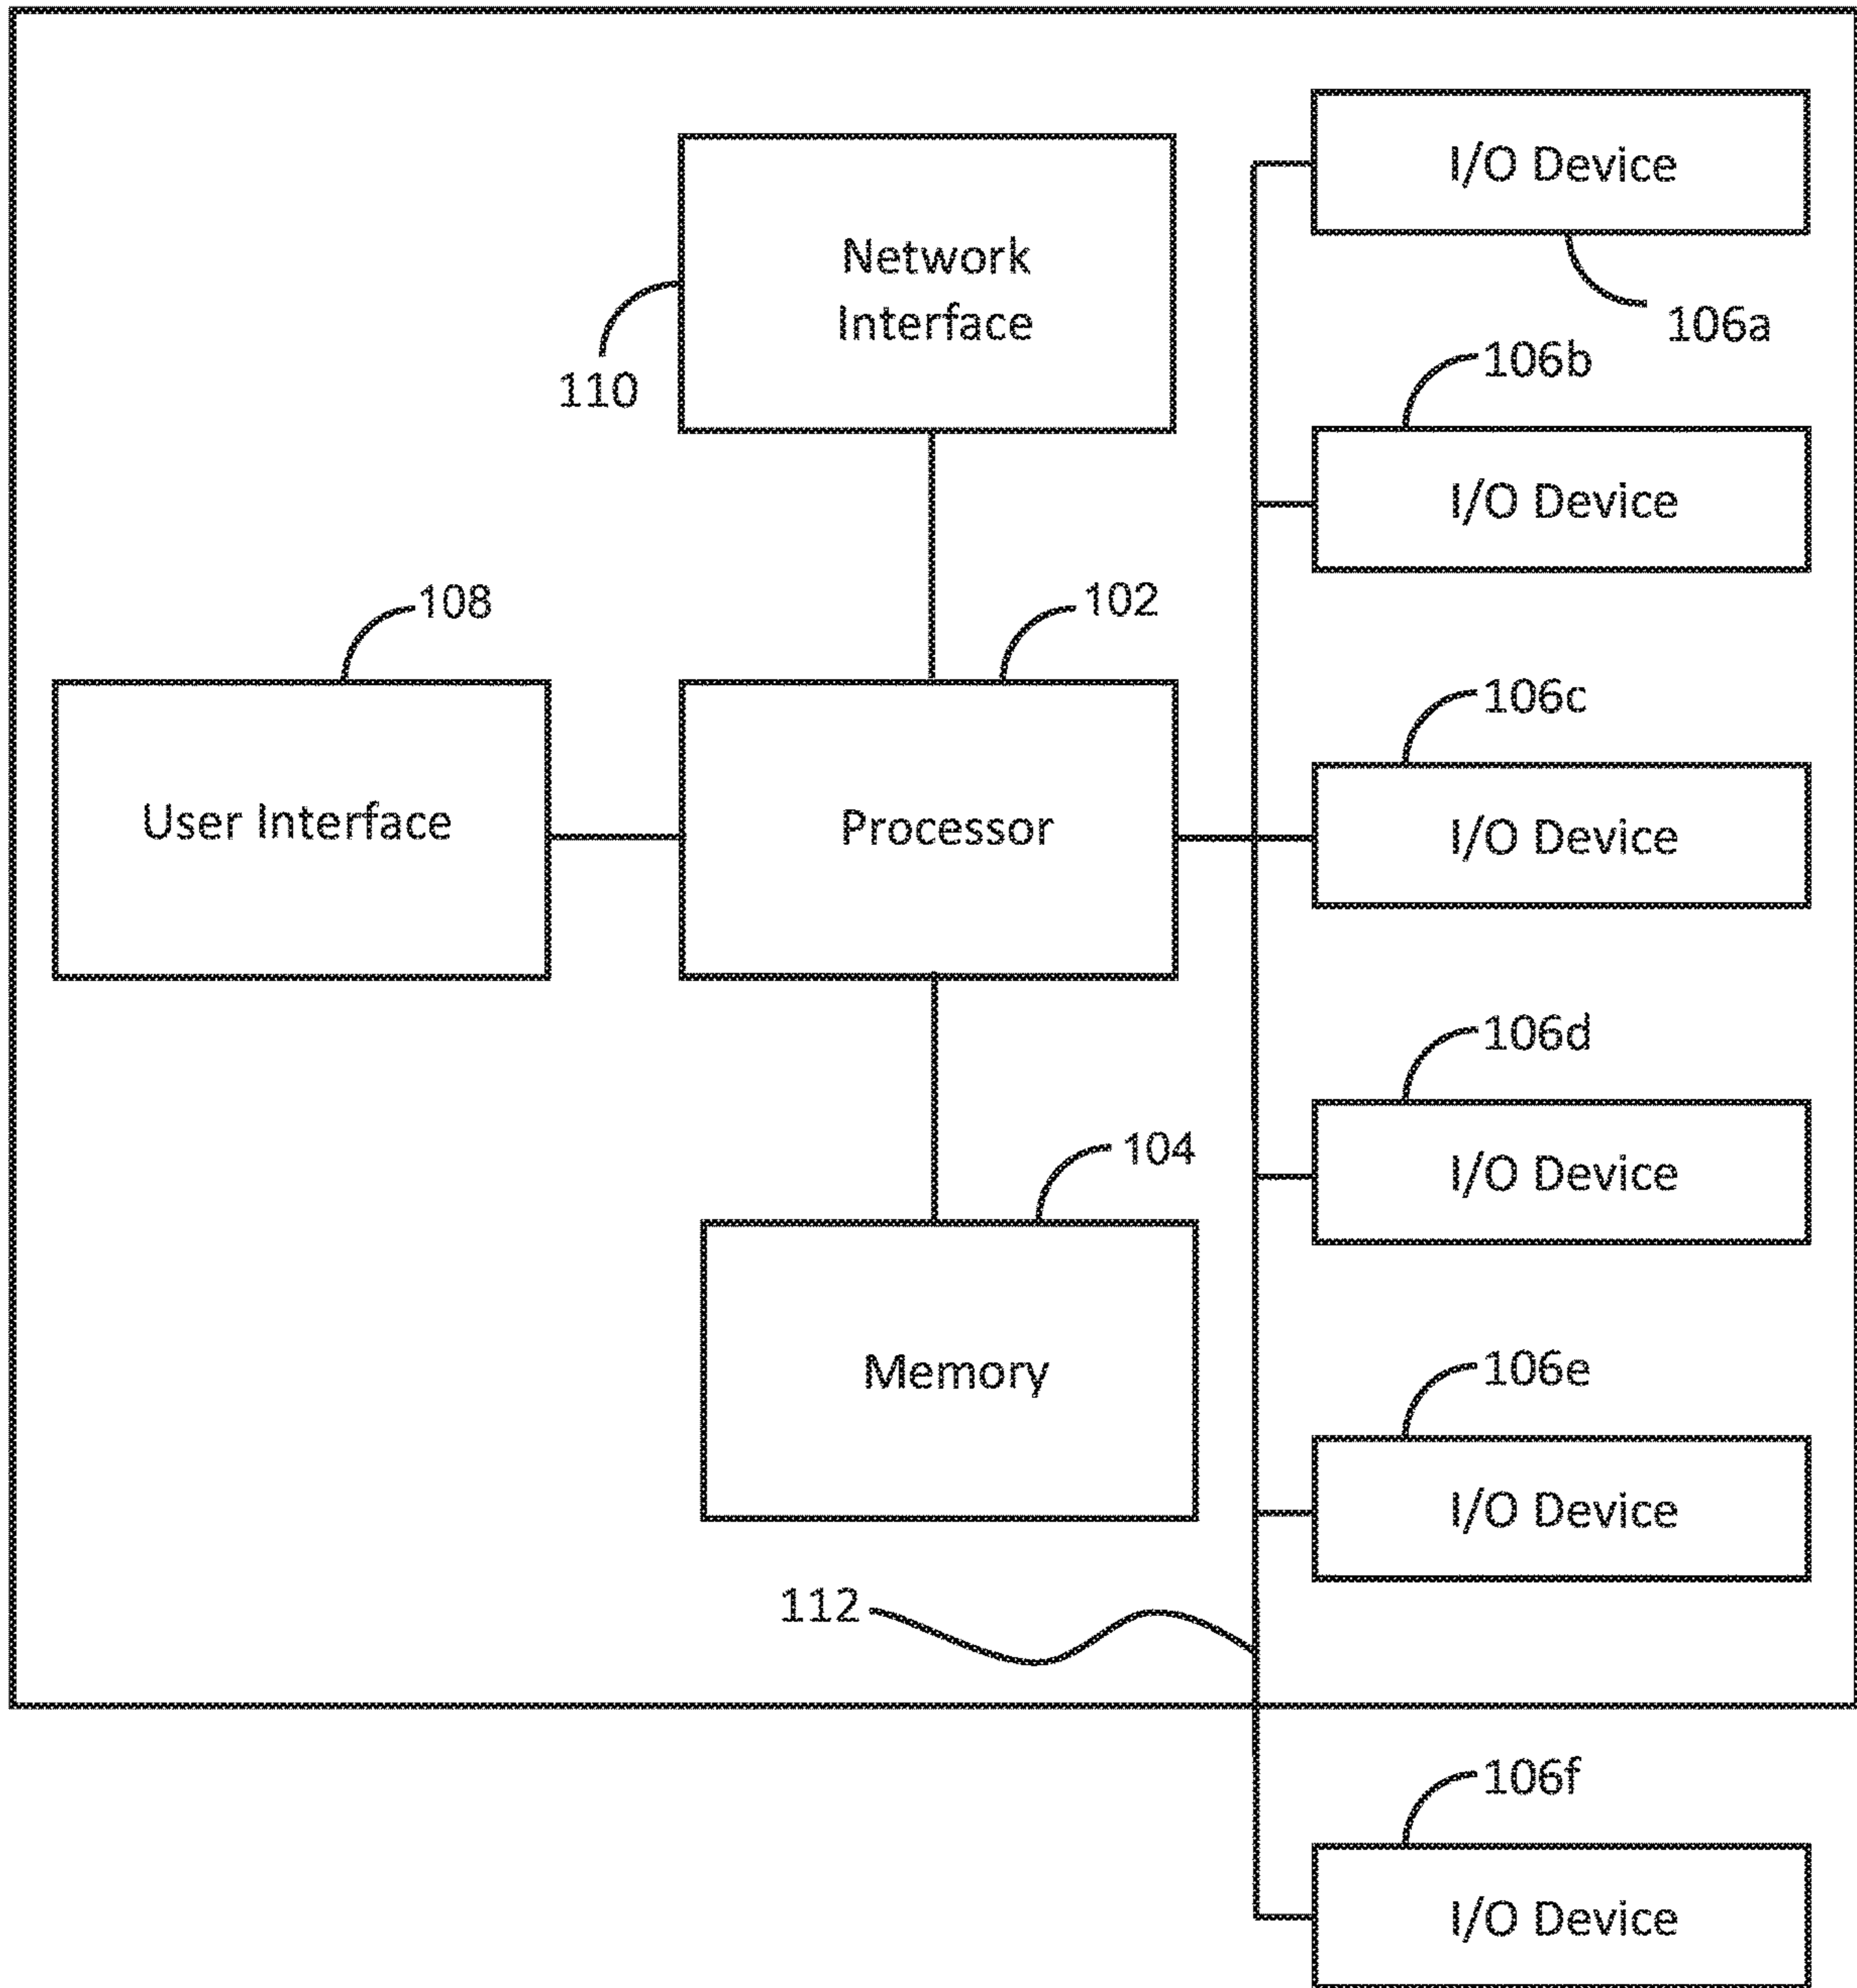 I/O Device
106a
Network
Interface
110
106b
I/O Device
108
102
106c
User Interface
Processor
I/O Device
106d
I/O Device
104
Memory
106e
I/O Device
112
106f
I/O Device